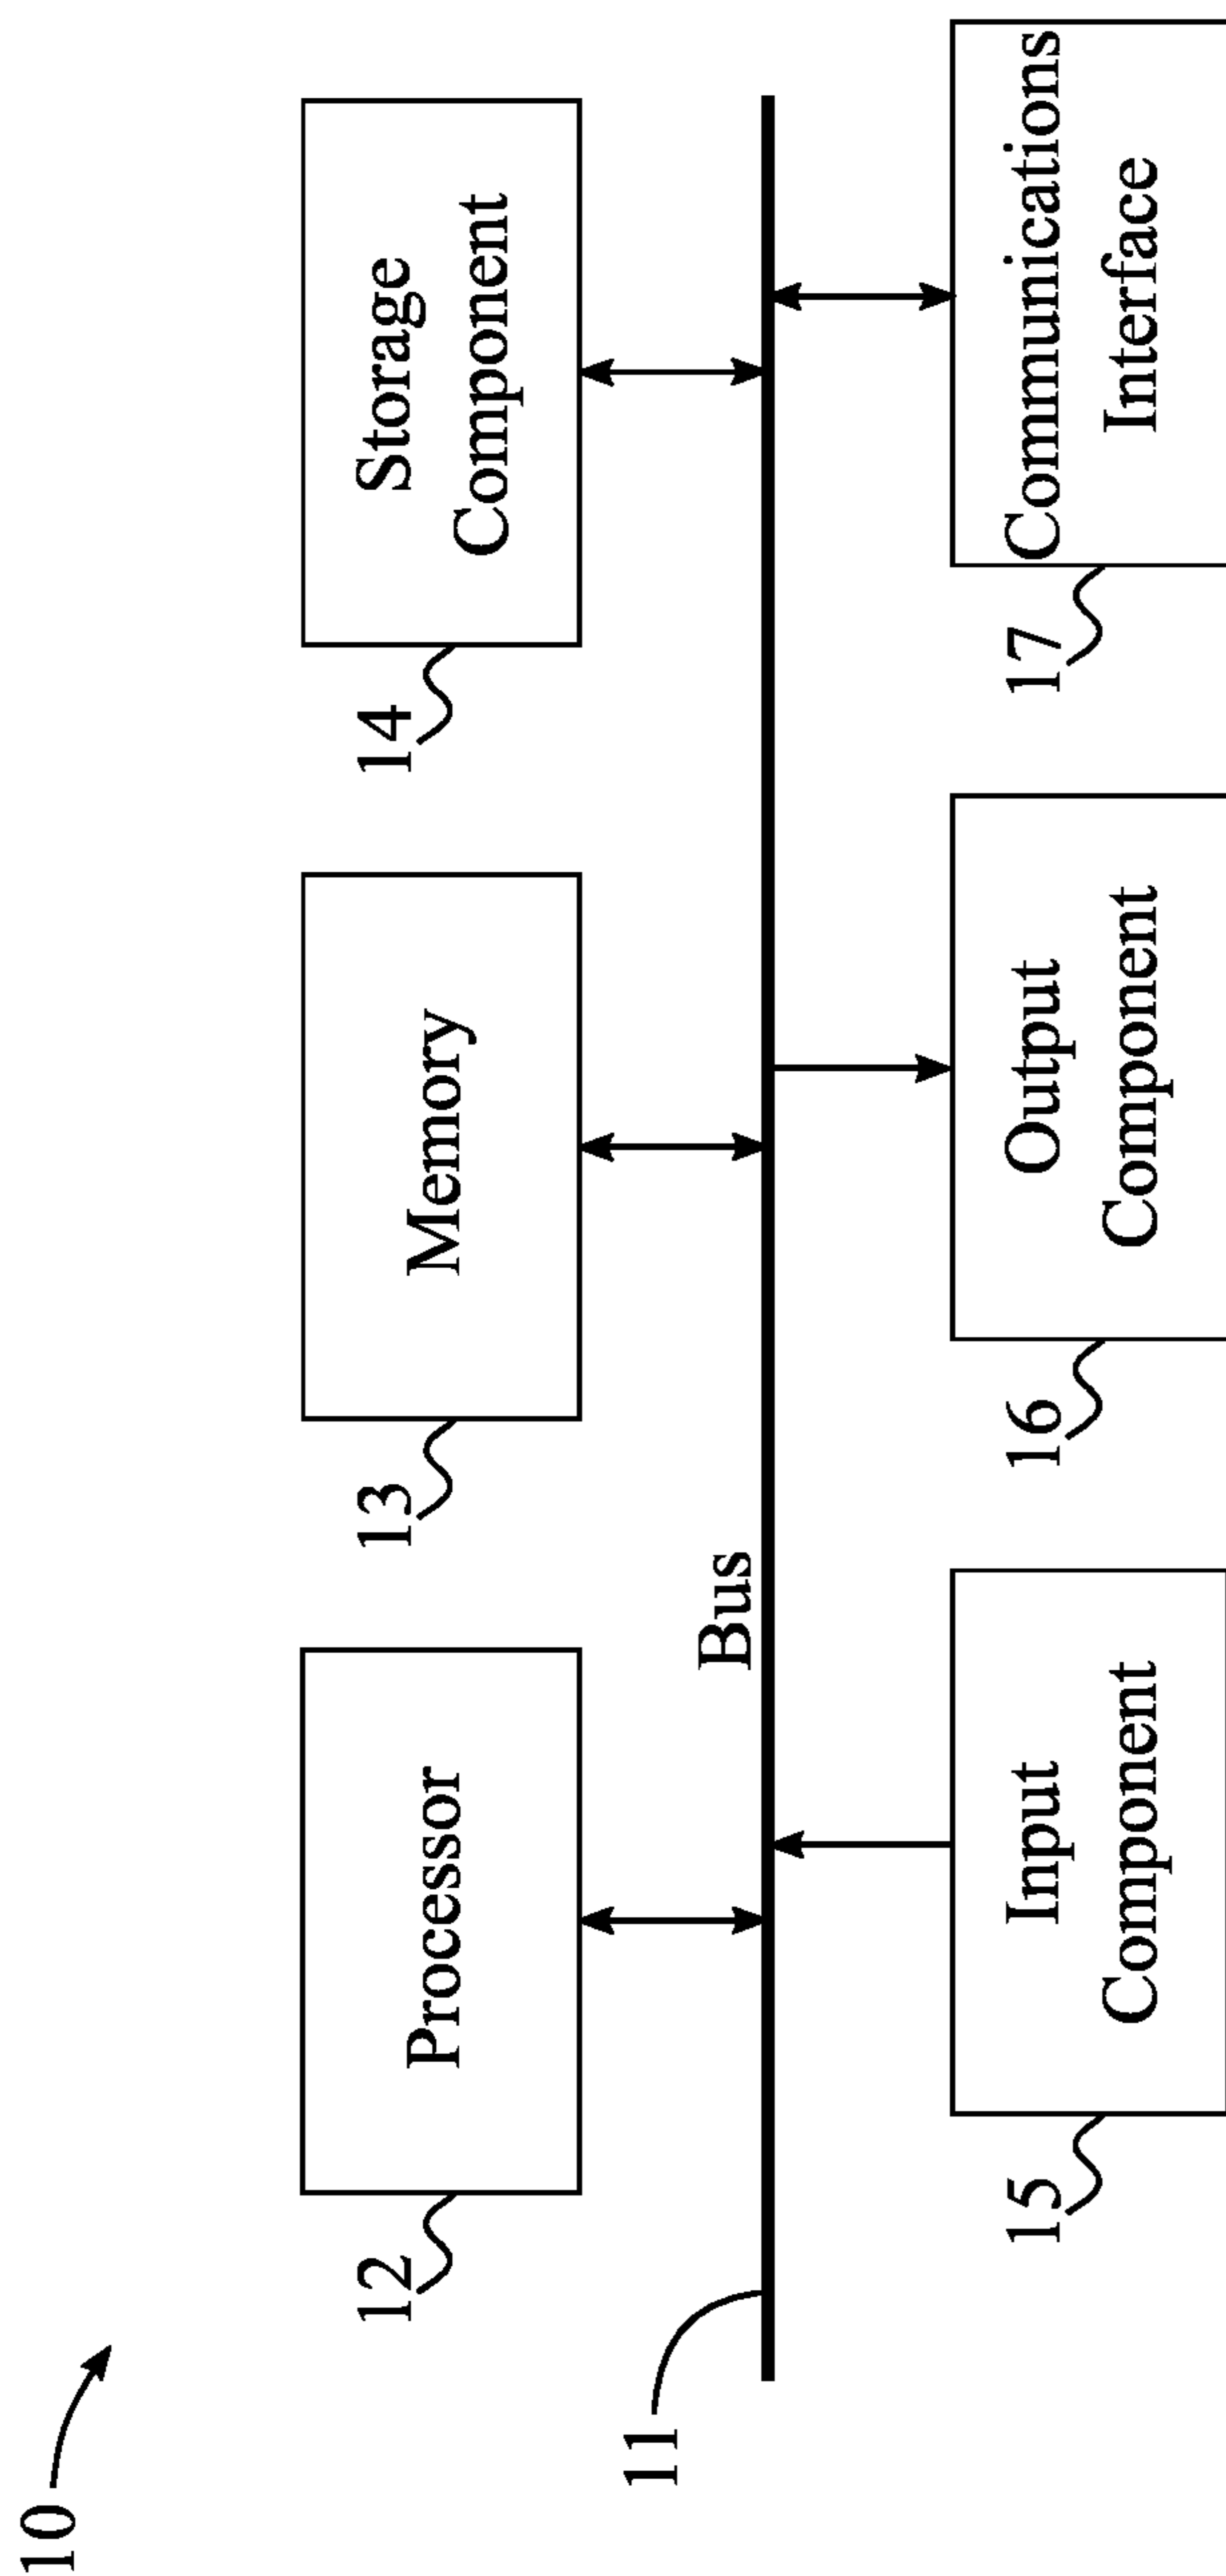 10
12
Processor
13
Memory
14
Storage
Component
11
Bus
15
Input
Component
16
Output
Component
17
Communications
Interface